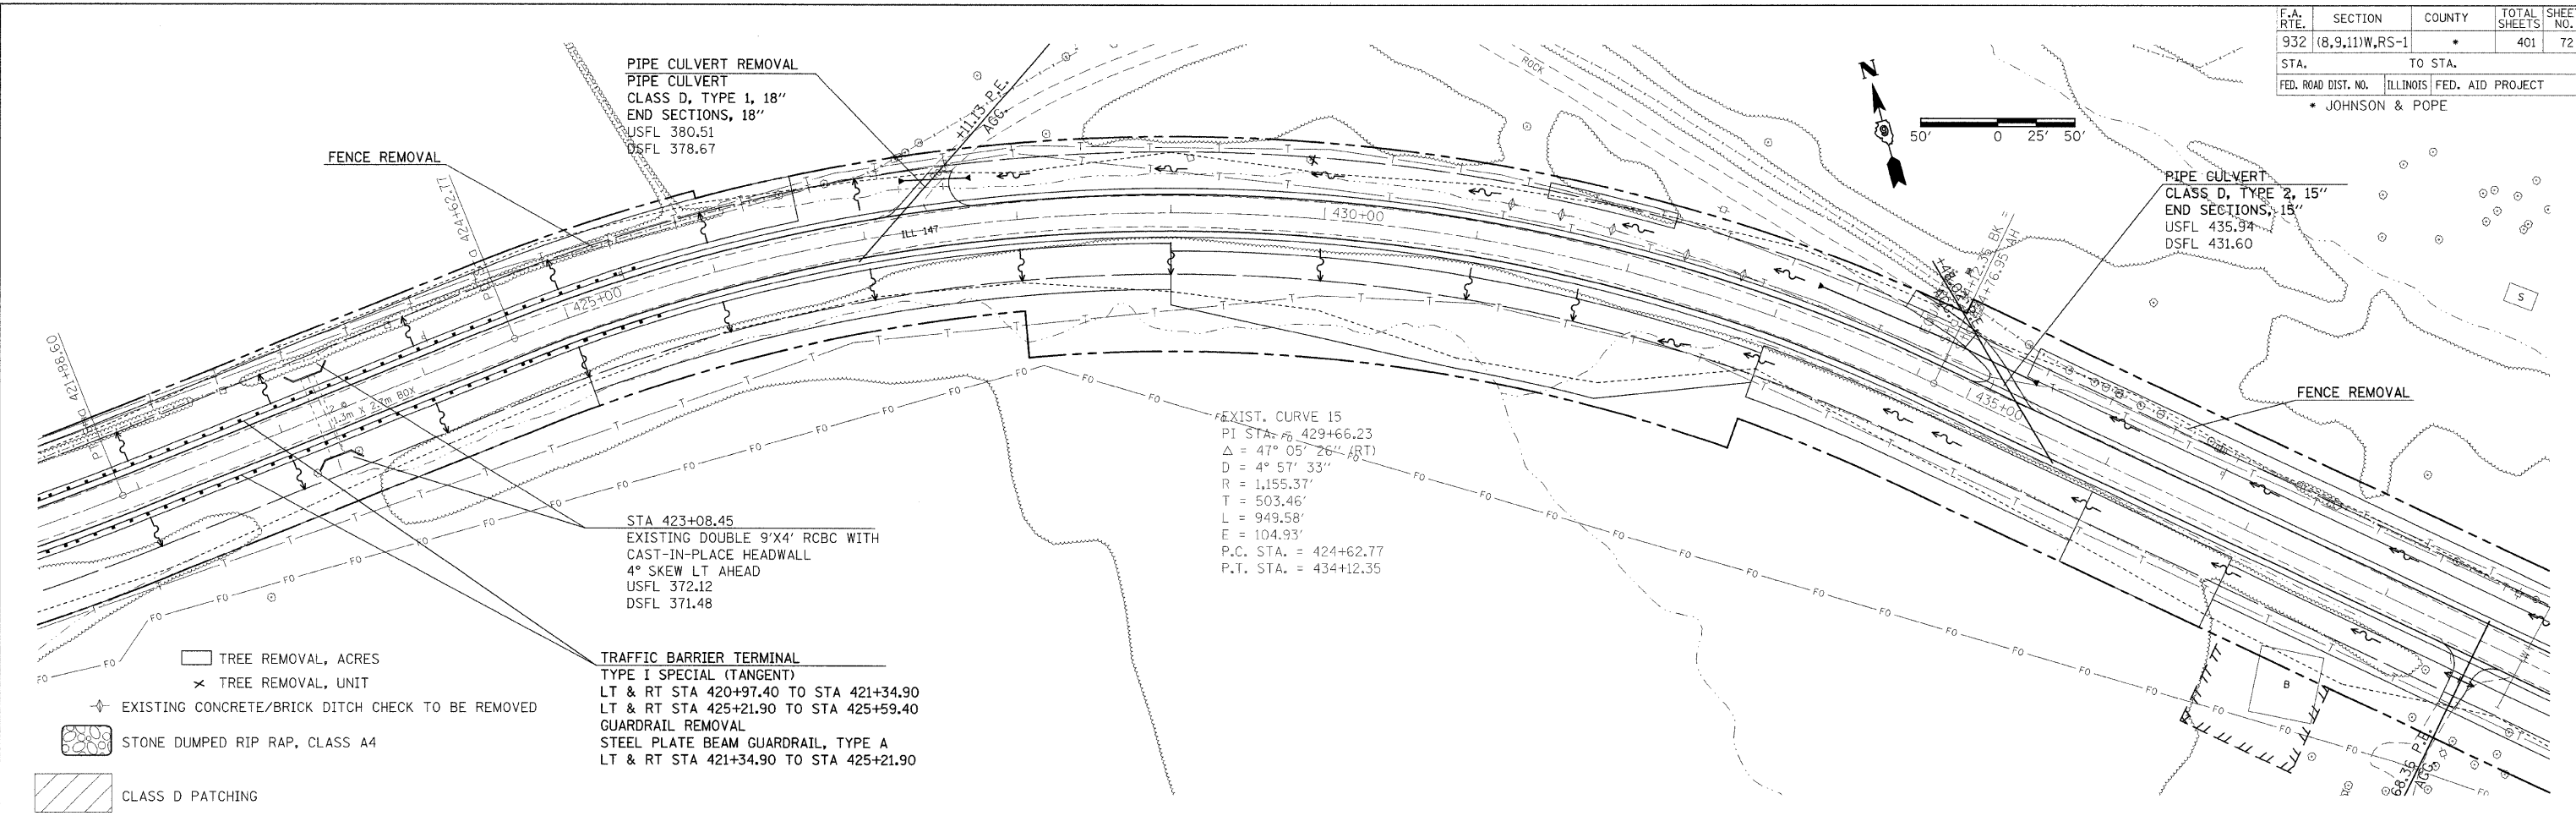 F.A. RTE. SECTION COUNTY TOTAL SHEETS SHEET NO.
932 (8,9,11)W,RS-1 * 401 72
STA. TO STA.
FED. ROAD DIST. NO. ILLINOIS FED. AID PROJECT
* JOHNSON & POPE
PIPE CULVERT REMOVAL
PIPE CULVERT
CLASS D, TYPE 1, 18"
END SECTIONS, 18"
USFL 380.51
DSFL 378.67
+11.13 P.E.
AGG.
ROCK
N
50' 0 25' 50'
FENCE REMOVAL
PIPE CULVERT
CLASS D, TYPE 2, 15"
END SECTIONS, 15"
USFL 435.94
DSFL 431.60
424+62.77
421+88.60
425+00
ILL 147
430+00
435+00
S
FENCE REMOVAL
EXIST. CURVE 15
PI STA. = 429+66.23
Δ = 47° 05' 26" (RT)
D = 4° 57' 33"
R = 1,155.37'
T = 503.46'
L = 949.58'
E = 104.93'
P.C. STA. = 424+62.77
P.T. STA. = 434+12.35
STA 423+08.45
EXISTING DOUBLE 9'X4' RCBC WITH
CAST-IN-PLACE HEADWALL
4° SKEW LT AHEAD
USFL 372.12
DSFL 371.48
TRAFFIC BARRIER TERMINAL
TYPE I SPECIAL (TANGENT)
LT & RT STA 420+97.40 TO STA 421+34.90
LT & RT STA 425+21.90 TO STA 425+59.40
GUARDRAIL REMOVAL
STEEL PLATE BEAM GUARDRAIL, TYPE A
LT & RT STA 421+34.90 TO STA 425+21.90
TREE REMOVAL, ACRES
TREE REMOVAL, UNIT
EXISTING CONCRETE/BRICK DITCH CHECK TO BE REMOVED
STONE DUMPED RIP RAP, CLASS A4
CLASS D PATCHING
B
68.36 P.E.
AGG.